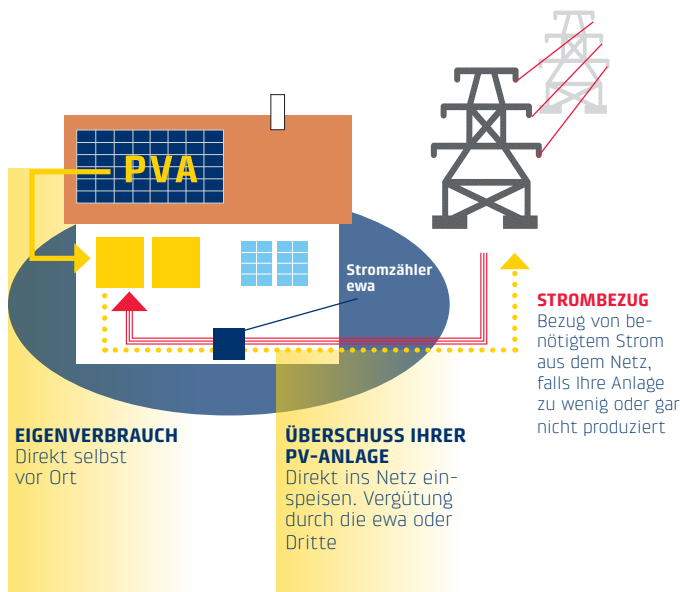 PVA
Stromzähler
ewa
STROMBEZUG
Bezug von be-
nötigtem Strom
aus dem Netz,
falls Ihre Anlage
zu wenig oder gar
nicht produziert
EIGENVERBRAUCH
Direkt selbst
vor Ort
ÜBERSCHUSS IHRER
PV-ANLAGE
Direkt ins Netz ein-
speisen. Vergütung
durch die ewa oder
Dritte